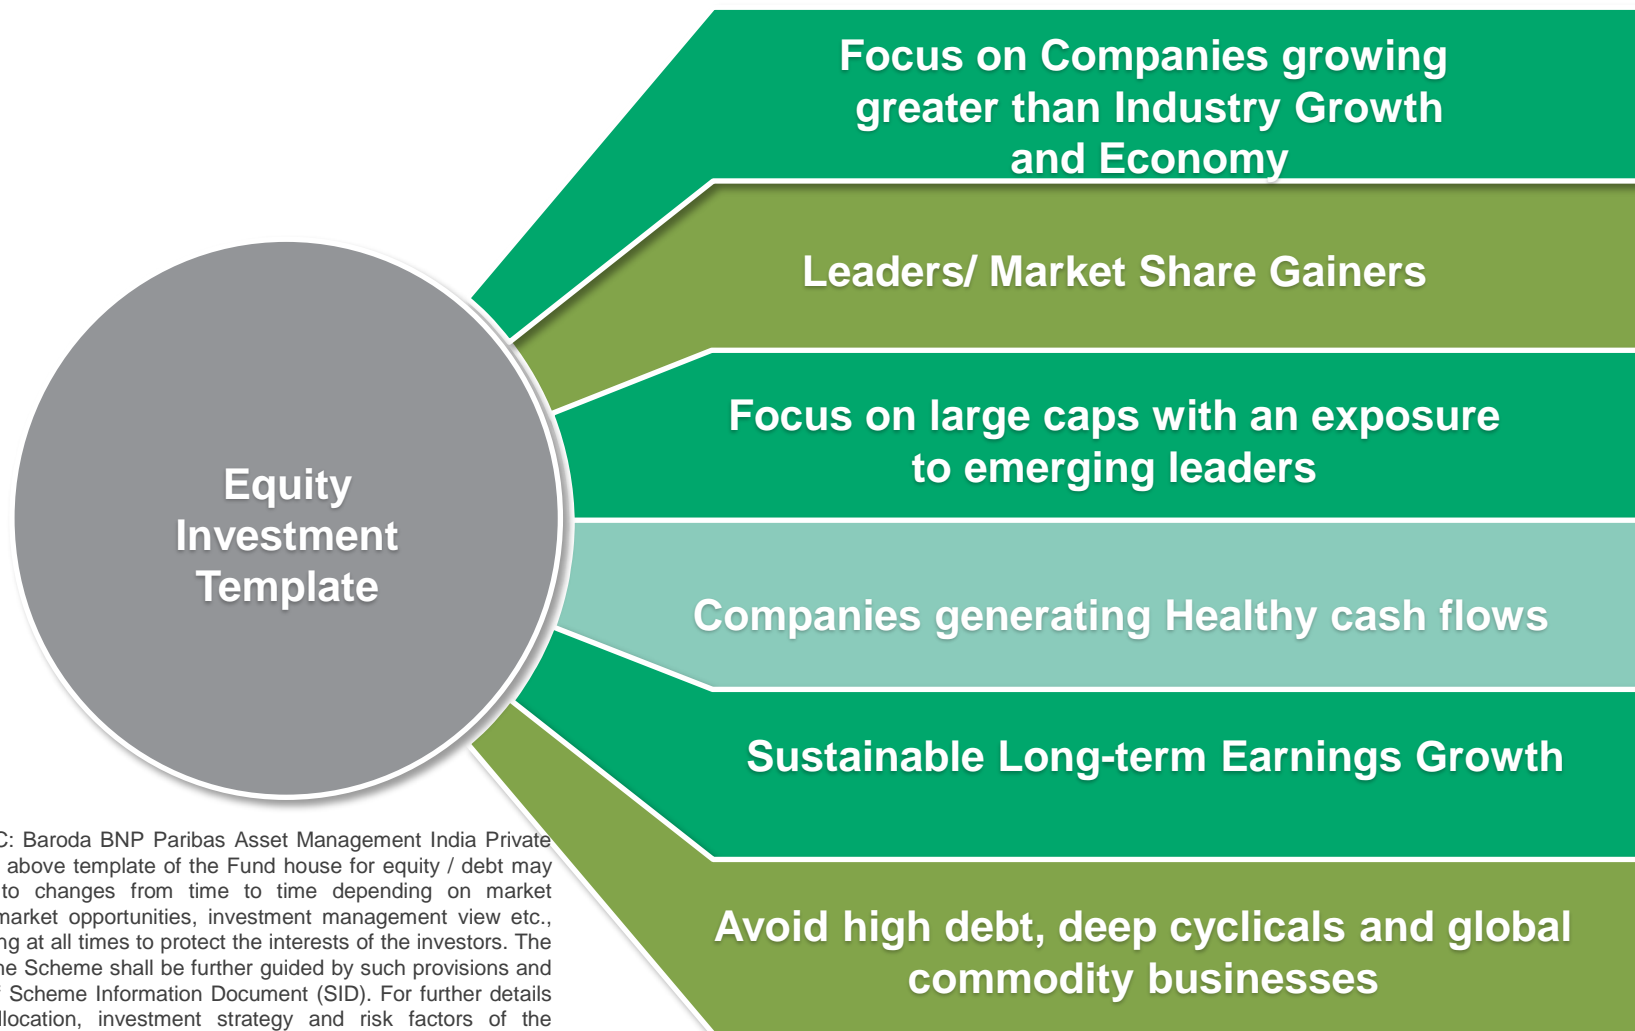 Focus on Companies growing
greater than Industry Growth
and Economy
Leaders/ Market Share Gainers
Focus on large caps with an exposure
to emerging leaders
Equity
Investment
Template
Companies generating Healthy cash flows
Sustainable Long-term Earnings Growth
Avoid high debt, deep cyclicals and global
commodity businesses
: Baroda BNP Paribas Asset Management India Private
above template of the Fund house for equity / debt may
to changes from time to time depending on market
market opportunities, investment management view etc.,
at all times to protect the interests of the investors. The
Scheme shall be further guided by such provisions and
Scheme Information Document (SID). For further details
investment strategy and risk factors of the